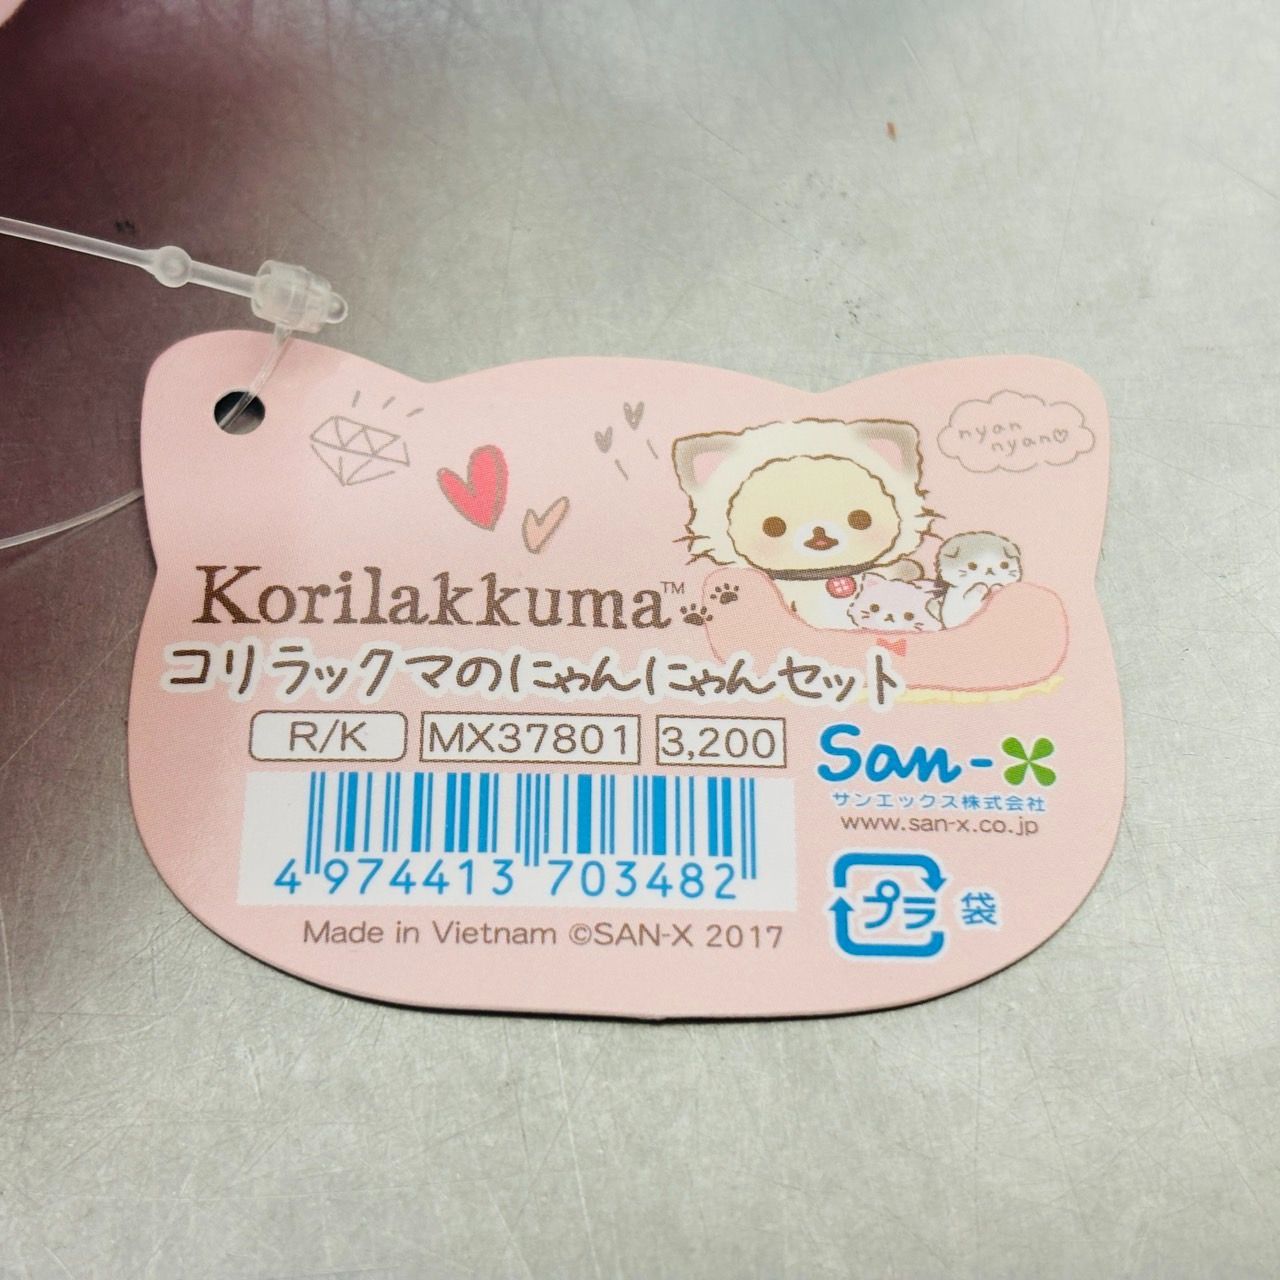 nyan
nyan♡
Korilakkuma™
コリラックマのにゃんにゃんセット
R/K MX37801 3,200
San-X
サンエックス株式会社
www.san-x.co.jp
4 974413 703482
プラ 袋
Made in Vietnam ©SAN-X 2017